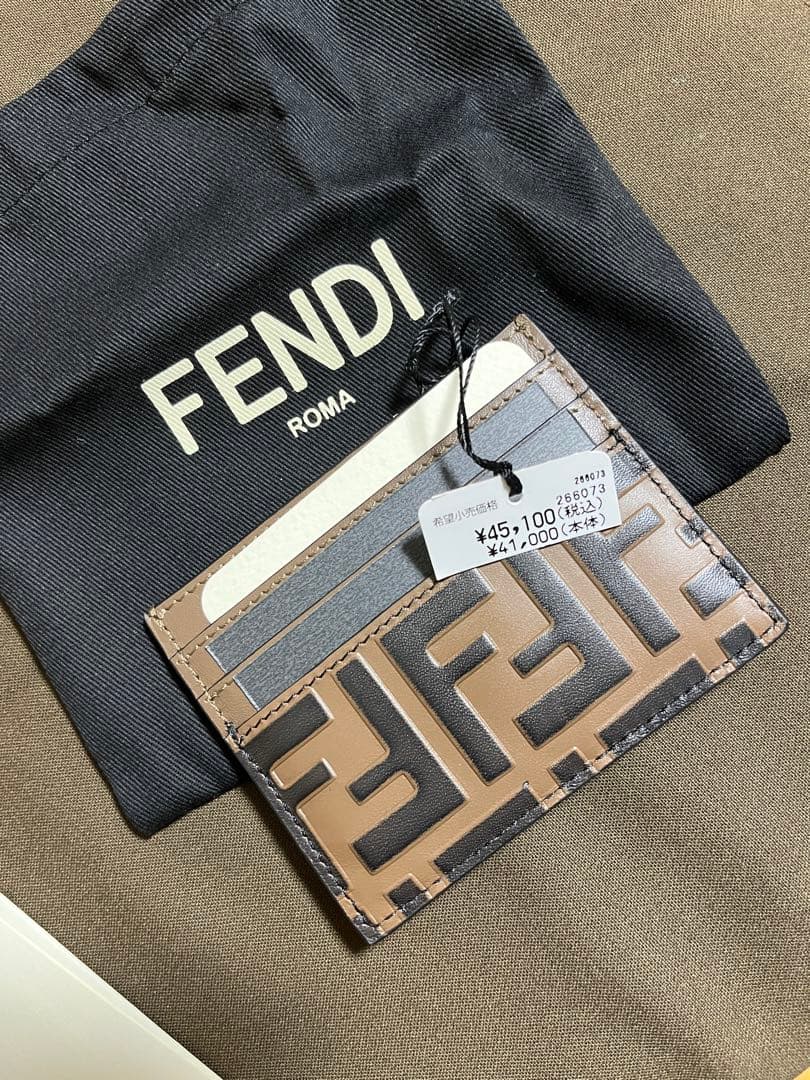 FENDI
ROMA
266073
希望小売価格 266073
¥45,100(税込)
¥41,000(本体)